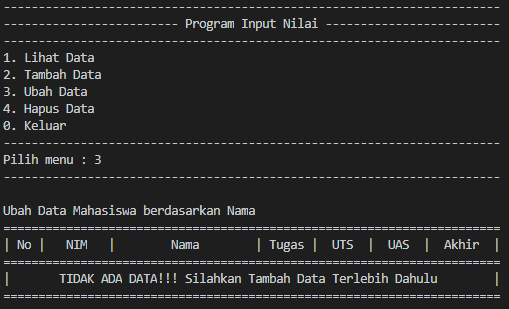 -----------------------------------------------------------------------
------------------------- Program Input Nilai -------------------------
-----------------------------------------------------------------------
1. Lihat Data
2. Tambah Data
3. Ubah Data
4. Hapus Data
0. Keluar
-----------------------------------------------------------------------
Pilih menu : 3
-----------------------------------------------------------------------
Ubah Data Mahasiswa berdasarkan Nama
=======================================================================
| No |   NIM   |        Nama        | Tugas |  UTS  |  UAS  |  Akhir  |
=======================================================================
|       TIDAK ADA DATA!!! Silahkan Tambah Data Terlebih Dahulu        |
=======================================================================